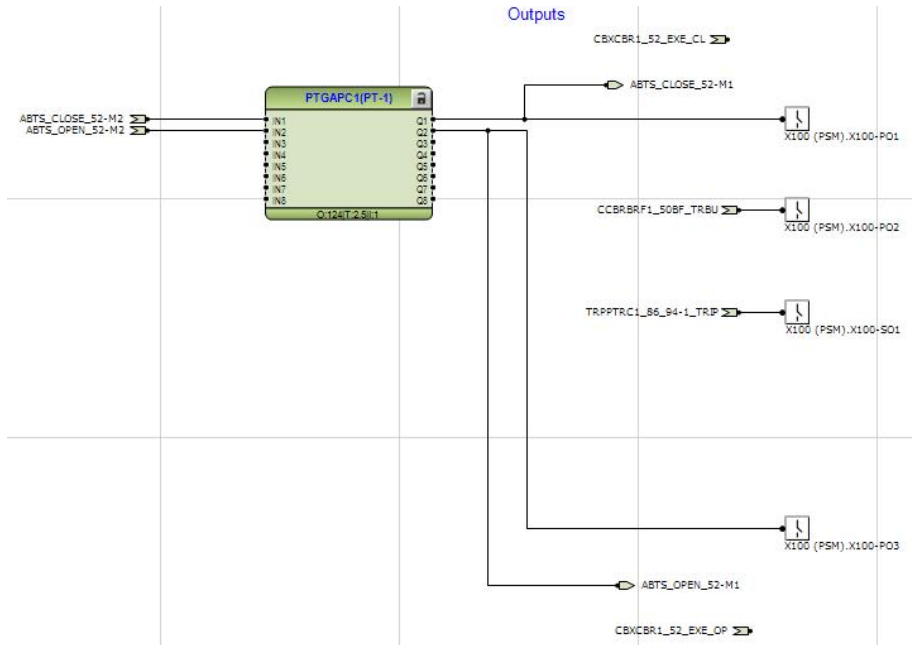 Outputs
CBXCBR1_52_EXE_CL
ABTS_CLOSE_52-M1
PTGAPC1(PT-1)
ABTS_CLOSE_52-M2
ABTS_OPEN_52-M2
IN1 Q1
IN2 Q2
IN3 Q3
IN4 Q4
IN5 Q5
IN6 Q6
IN7 Q7
IN8 Q8
O:124|T:2.5|I:1
X100 (PSM).X100-PO1
CCBRBRF1_50BF_TRBU
X100 (PSM).X100-PO2
TRPPTRC1_86_94-1_TRIP
X100 (PSM).X100-SO1
X100 (PSM).X100-PO3
ABTS_OPEN_52-M1
CBXCBR1_52_EXE_OP